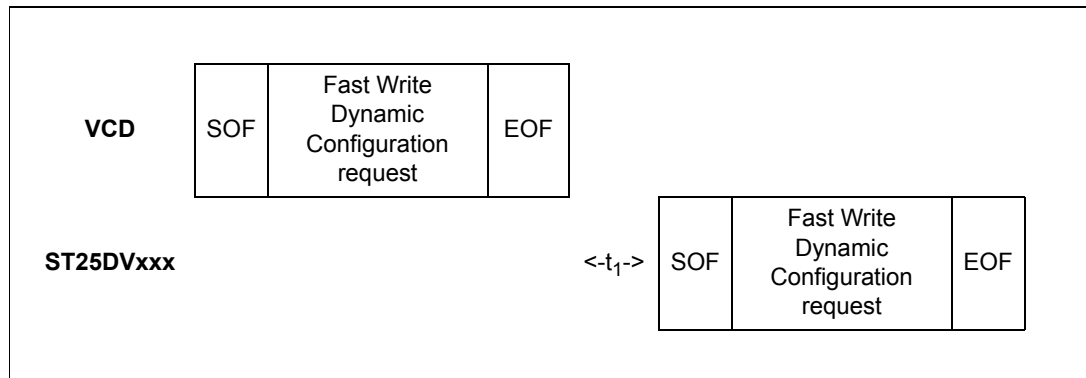 VCD
SOF
Fast Write
Dynamic
Configuration
request
EOF
ST25DVxxx
<-t₁->
SOF
Fast Write
Dynamic
Configuration
request
EOF